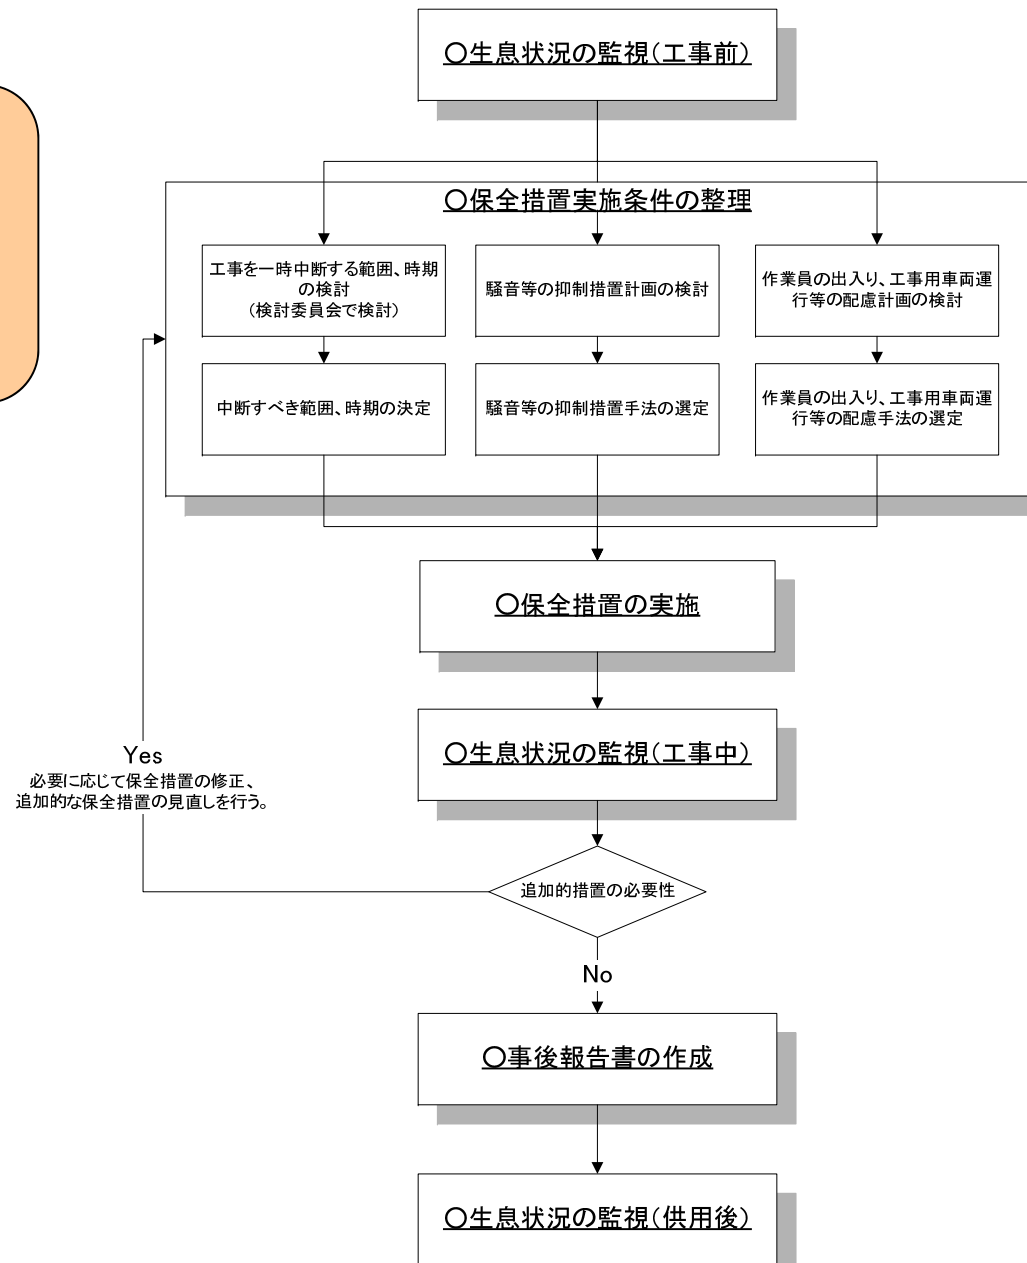 〇生息状況の監視（工事前）
〇保全措置実施条件の整理
工事を一時中断する範囲、時期
の検討
（検討委員会で検討）
騒音等の抑制措置計画の検討
作業員の出入り、工事用車両運
行等の配慮計画の検討
中断すべき範囲、時期の決定
騒音等の抑制措置手法の選定
作業員の出入り、工事用車両運
行等の配慮手法の選定
〇保全措置の実施
〇生息状況の監視（工事中）
Yes
必要に応じて保全措置の修正、
追加的な保全措置の見直しを行う。
追加的措置の必要性
No
〇事後報告書の作成
〇生息状況の監視（供用後）